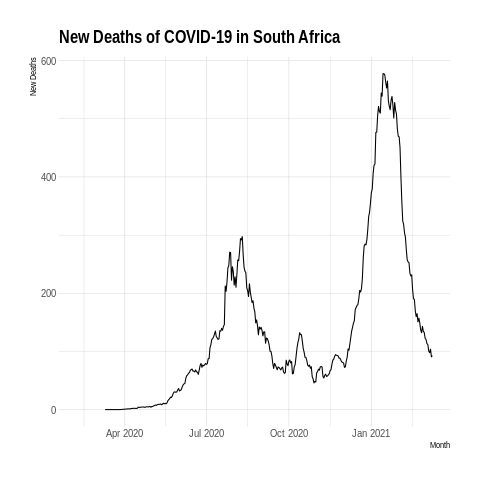 New Deaths of COVID-19 in South Africa
New Deaths
600
400
200
0
Apr 2020 Jul 2020 Oct 2020 Jan 2021
Month